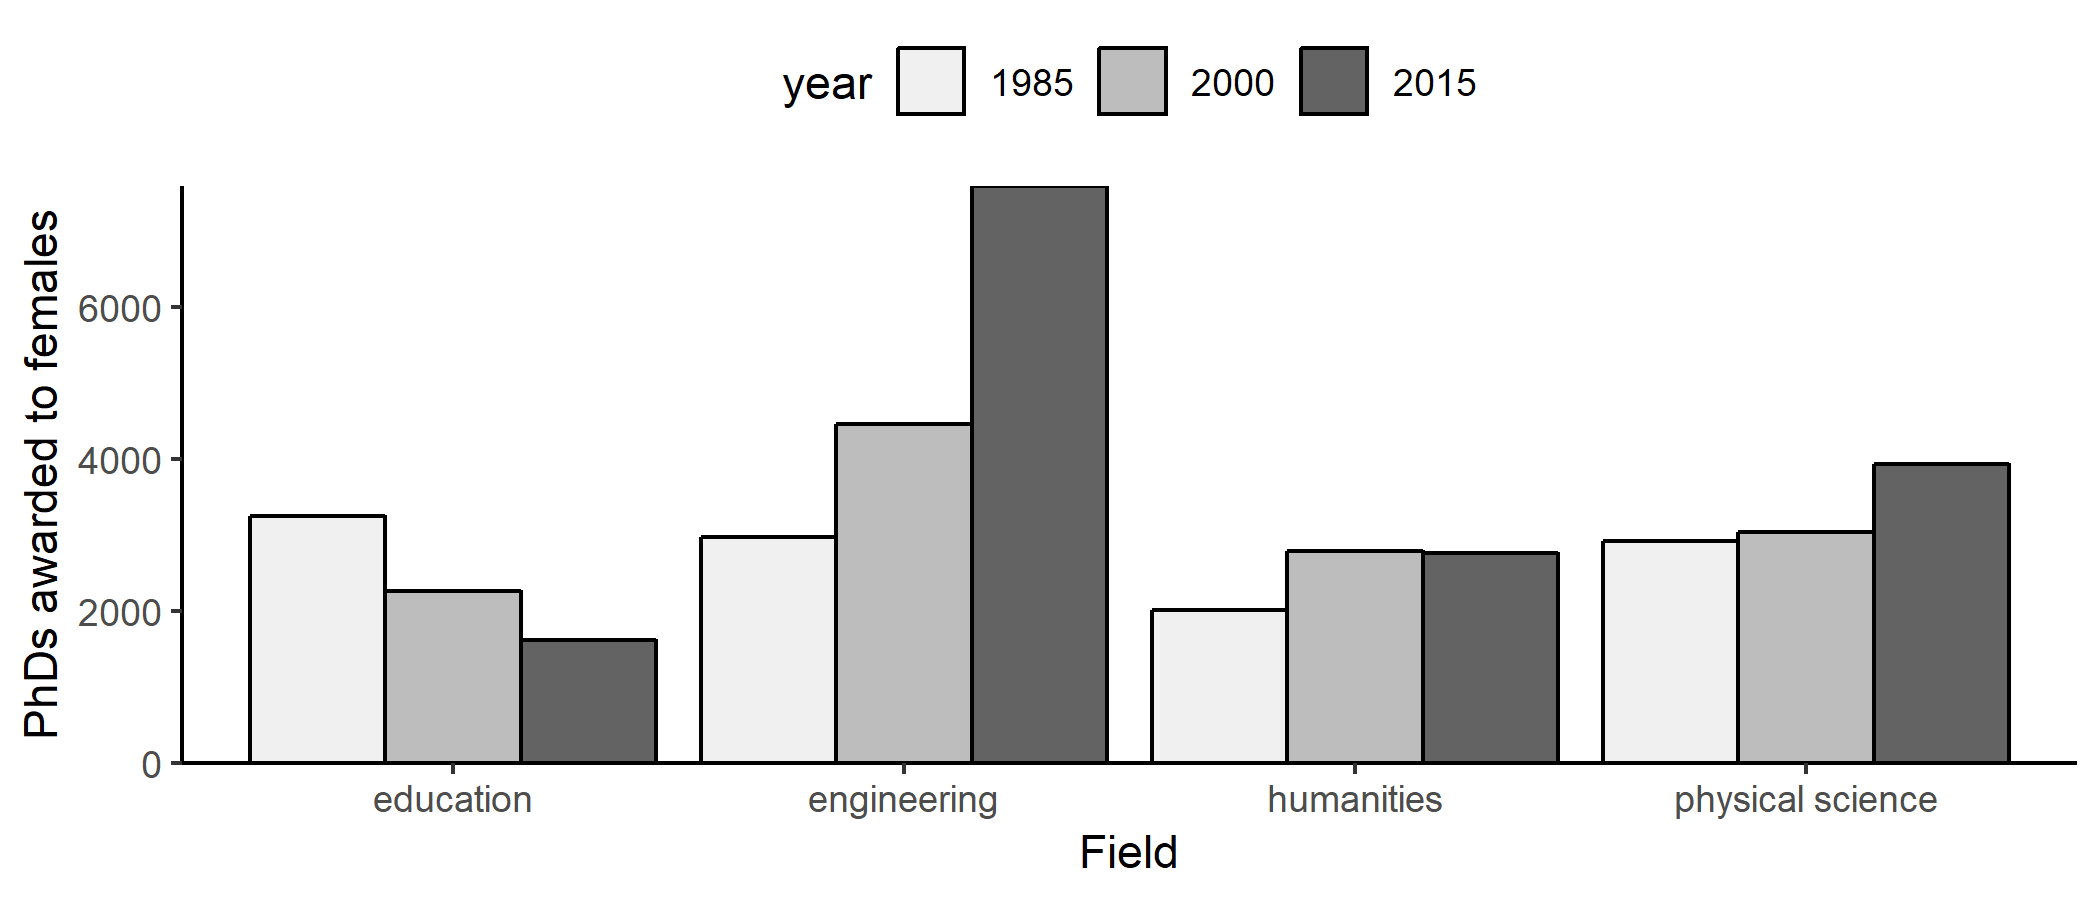 year 1985 2000 2015
PhDs awarded to females
6000
4000
2000
0
education engineering humanities physical science
Field